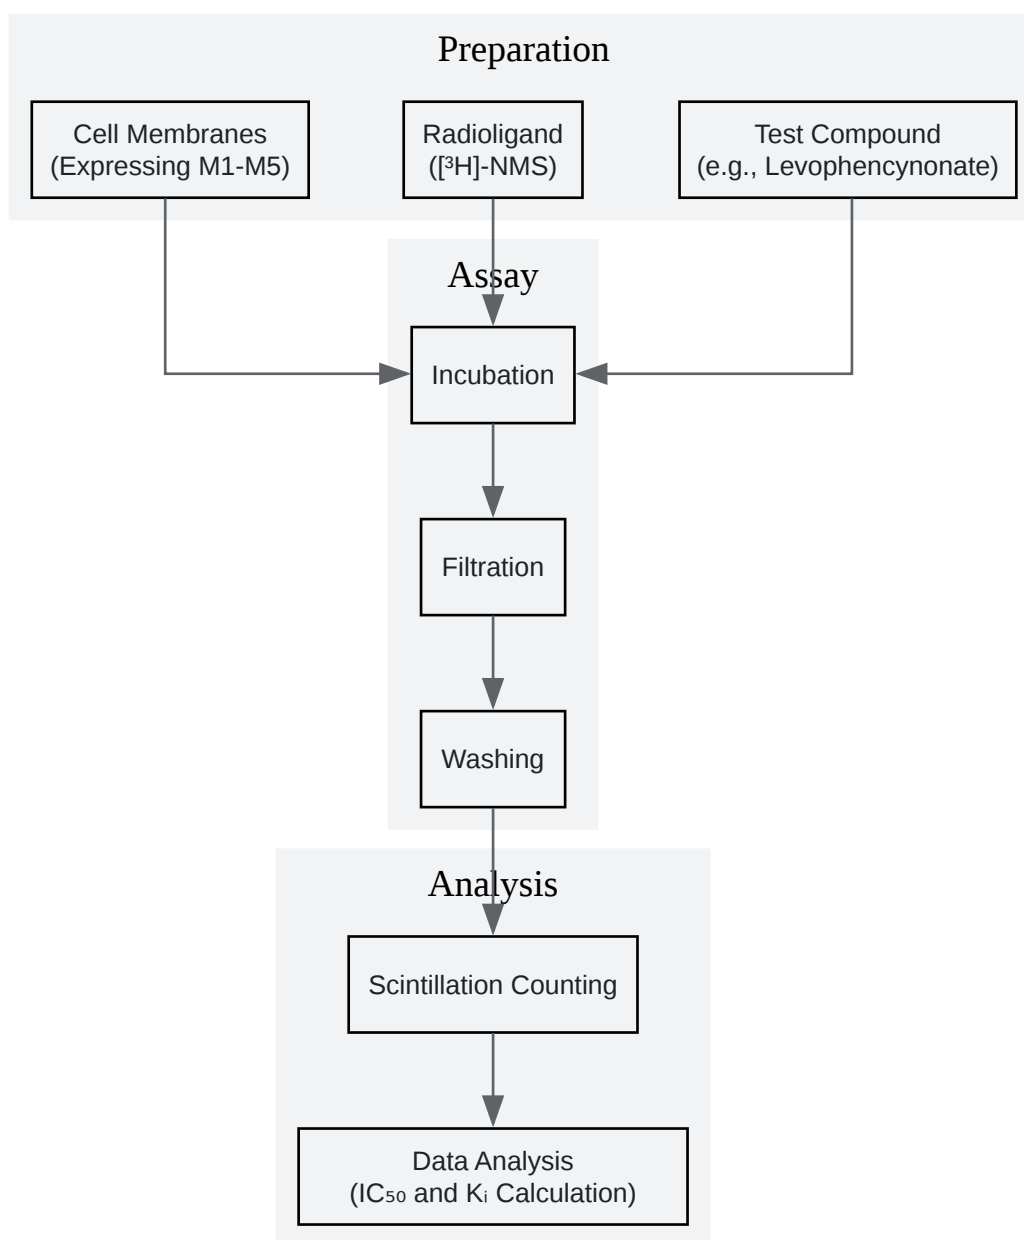 Preparation
Cell Membranes
(Expressing M1-M5)
Radioligand
([³H]-NMS)
Test Compound
(e.g., Levophencynonate)
Assay
Incubation
Filtration
Washing
Analysis
Scintillation Counting
Data Analysis
(IC₅₀ and Kᵢ Calculation)